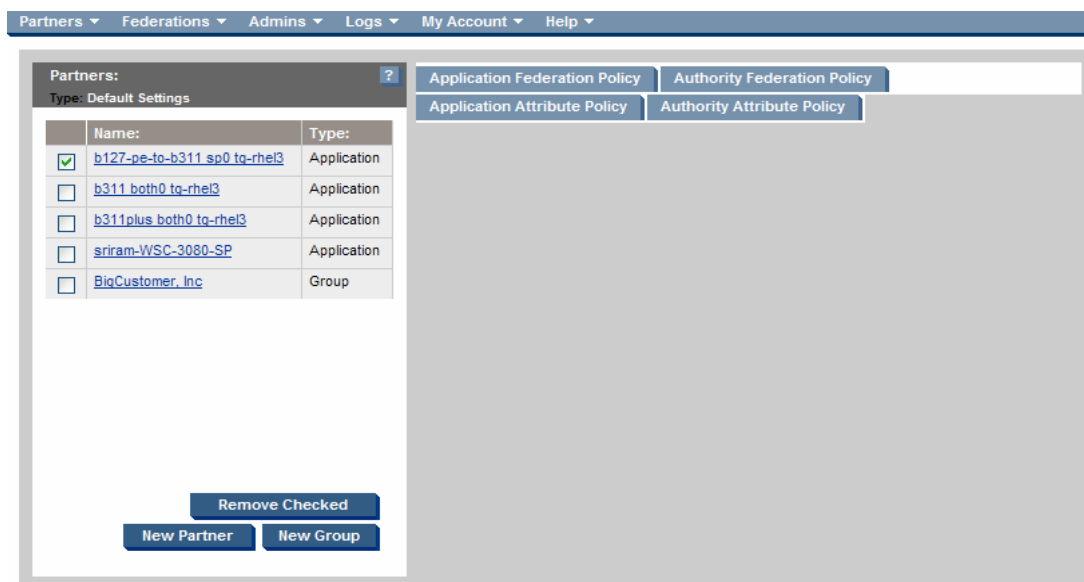 Partners Federations Admins Logs My Account Help
Partners: ?
Type: Default Settings
Name: Type:
b127-pe-to-b311 sp0 tq-rhel3 Application
b311 both0 tq-rhel3 Application
b311plus both0 tq-rhel3 Application
sriram-WSC-3080-SP Application
BigCustomer, Inc Group
Remove Checked
New Partner New Group
Application Federation Policy Authority Federation Policy
Application Attribute Policy Authority Attribute Policy